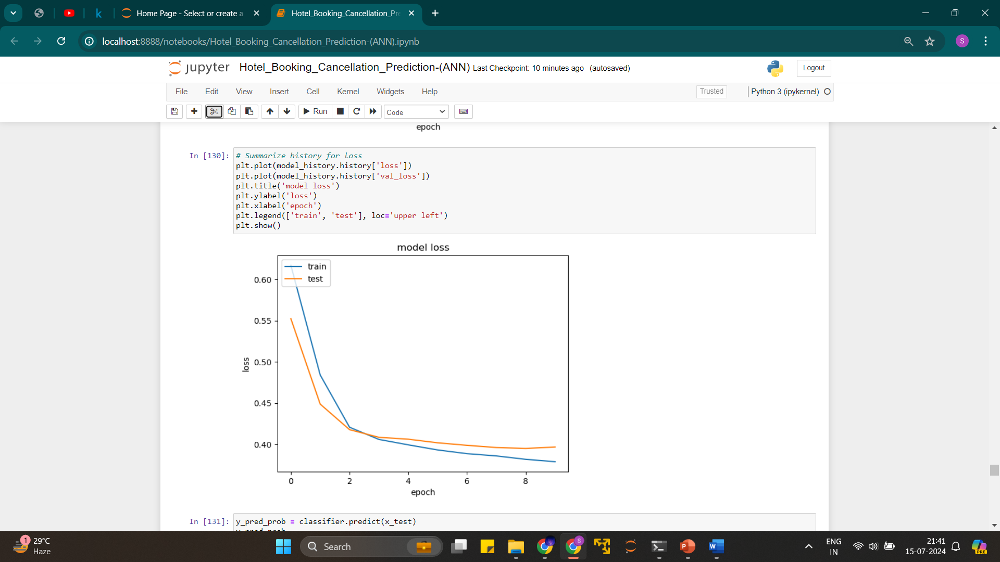 Home Page - Select or create a
Hotel_Booking_Cancellation_Pre
localhost:8888/notebooks/Hotel_Booking_Cancellation_Prediction-(ANN).ipynb
S
jupyter Hotel_Booking_Cancellation_Prediction-(ANN) Last Checkpoint: 10 minutes ago (autosaved)
Logout
File Edit View Insert Cell Kernel Widgets Help
Trusted
Python 3 (ipykernel)
Run
Code
epoch
In [130]:
# Summarize history for loss
plt.plot(model_history.history['loss'])
plt.plot(model_history.history['val_loss'])
plt.title('model loss')
plt.ylabel('loss')
plt.xlabel('epoch')
plt.legend(['train', 'test'], loc='upper left')
plt.show()
model loss
train
test
0.60
0.55
0.50
0.45
0.40
loss
0 2 4 6 8
epoch
In [131]:
y_pred_prob = classifier.predict(x_test)
y_pred_prob
1
29°C
Haze
Search
S
P
W
ENG
IN
21:41
15-07-2024
PRE